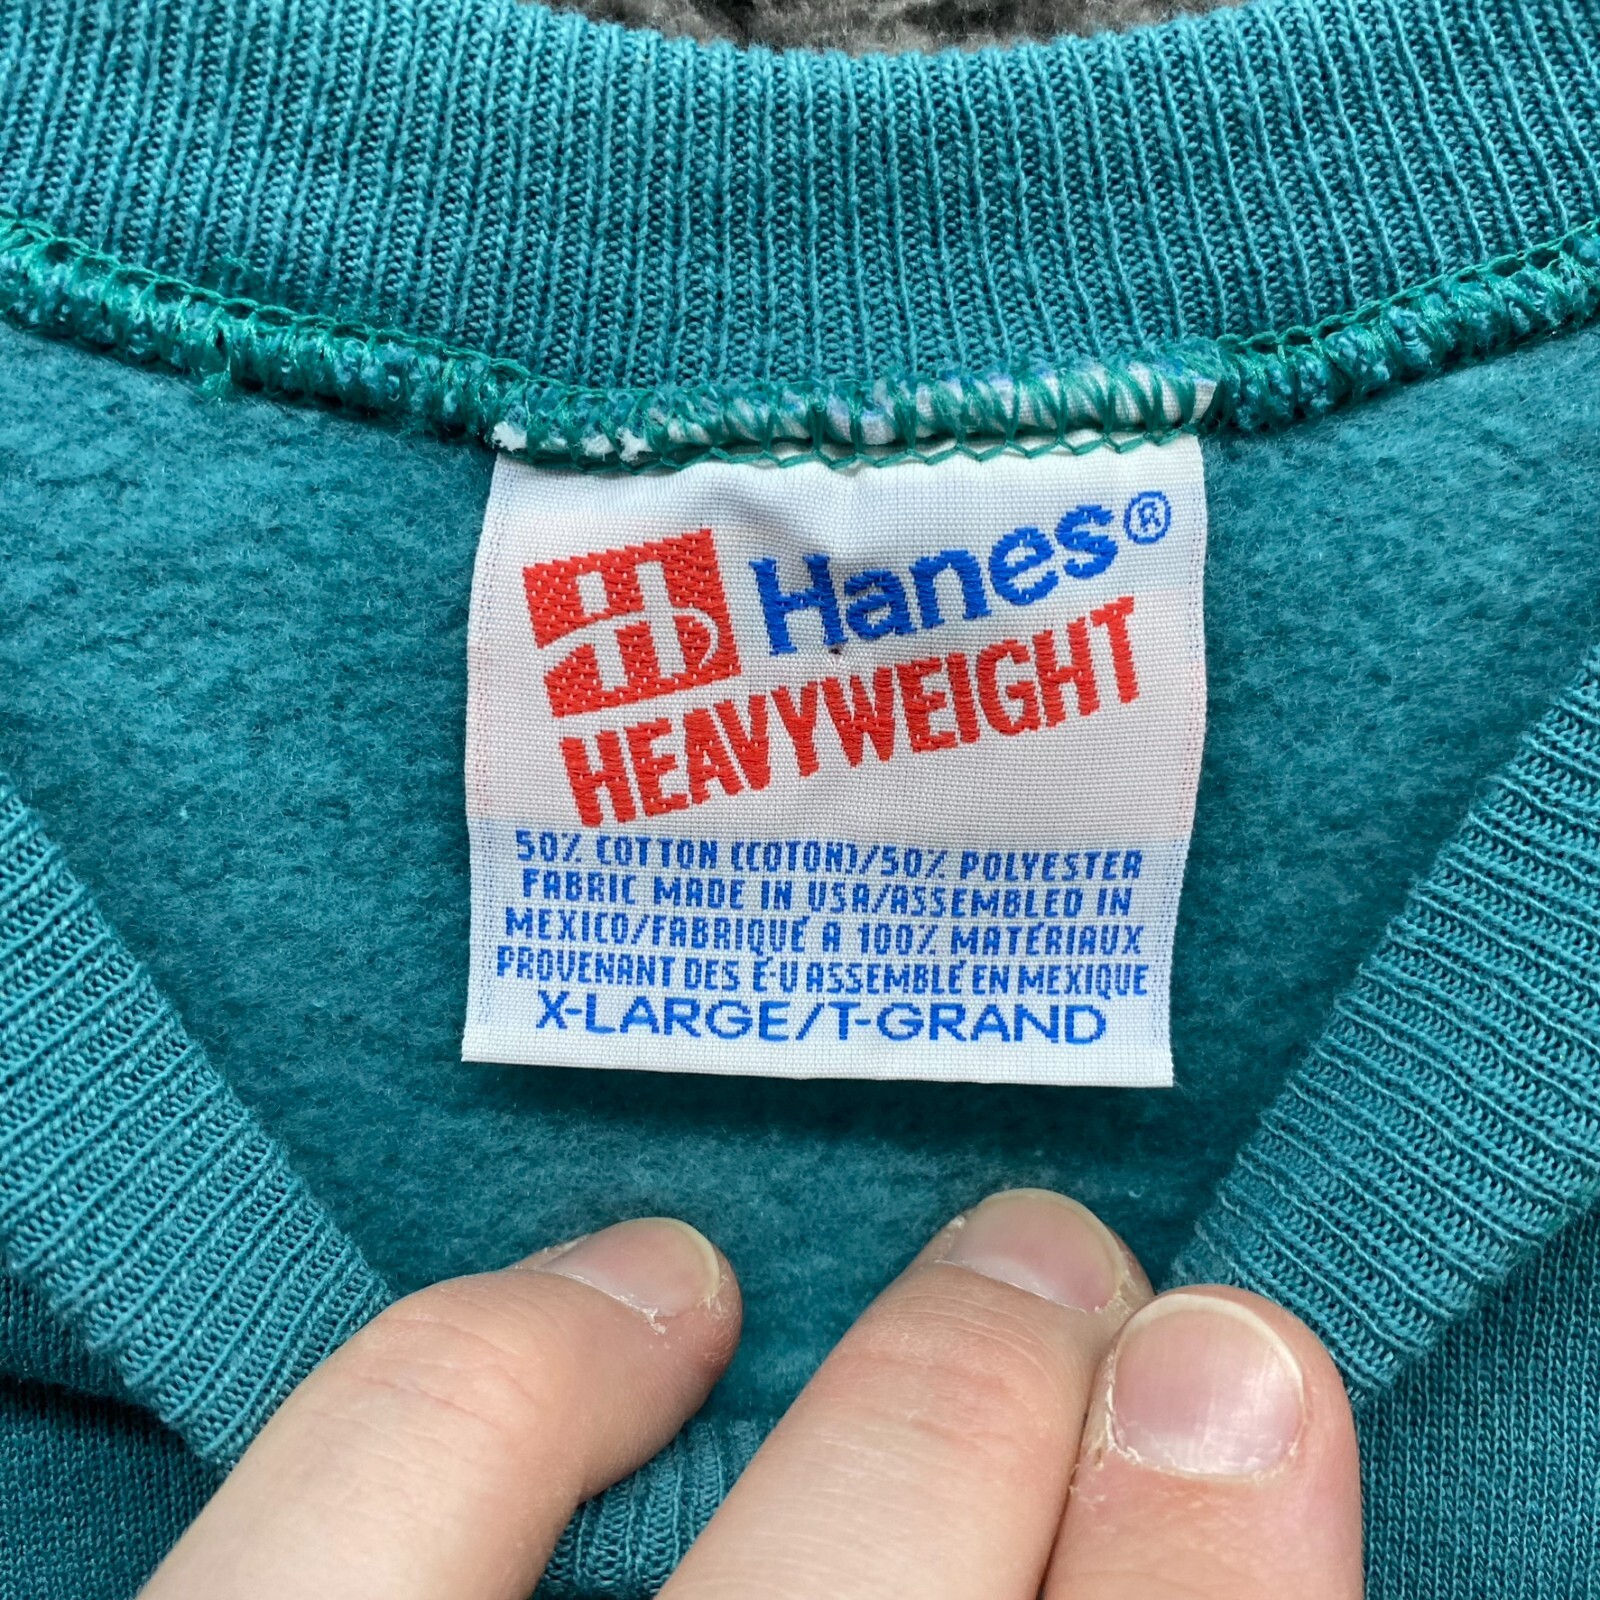 Hanes®
HEAVYWEIGHT
50% COTTON (COTON)/50% POLYESTER
FABRIC MADE IN USA/ASSEMBLED IN
MEXICO/FABRIQUÉ A 100% MATERIAUX
PROVENANT DES É-U ASSEMBLÉ EN MEXIQUE
X-LARGE/T-GRAND